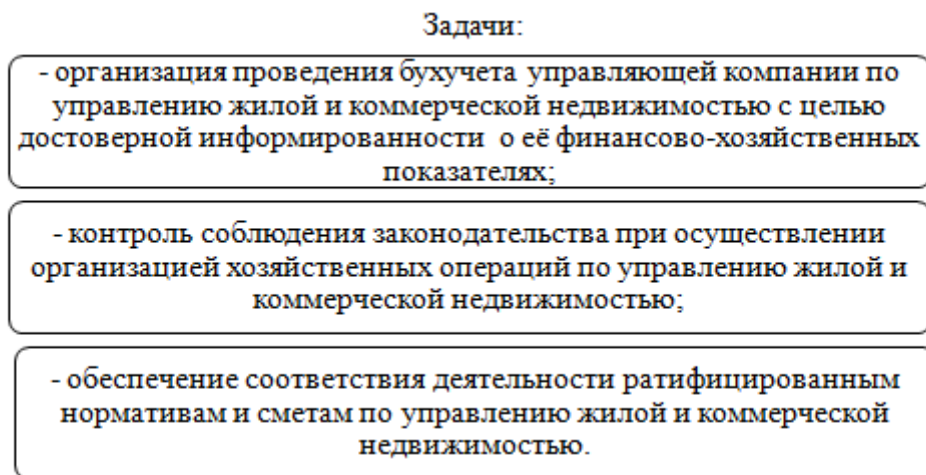 Задачи:
- организация проведения бухучета управляющей компании по
управлению жилой и коммерческой недвижимостью с целью
достоверной информированности о её финансово-хозяйственных
показателях;
- контроль соблюдения законодательства при осуществлении
организацией хозяйственных операций по управлению жилой и
коммерческой недвижимостью;
- обеспечение соответствия деятельности ратифицированным
нормативам и сметам по управлению жилой и коммерческой
недвижимостью.